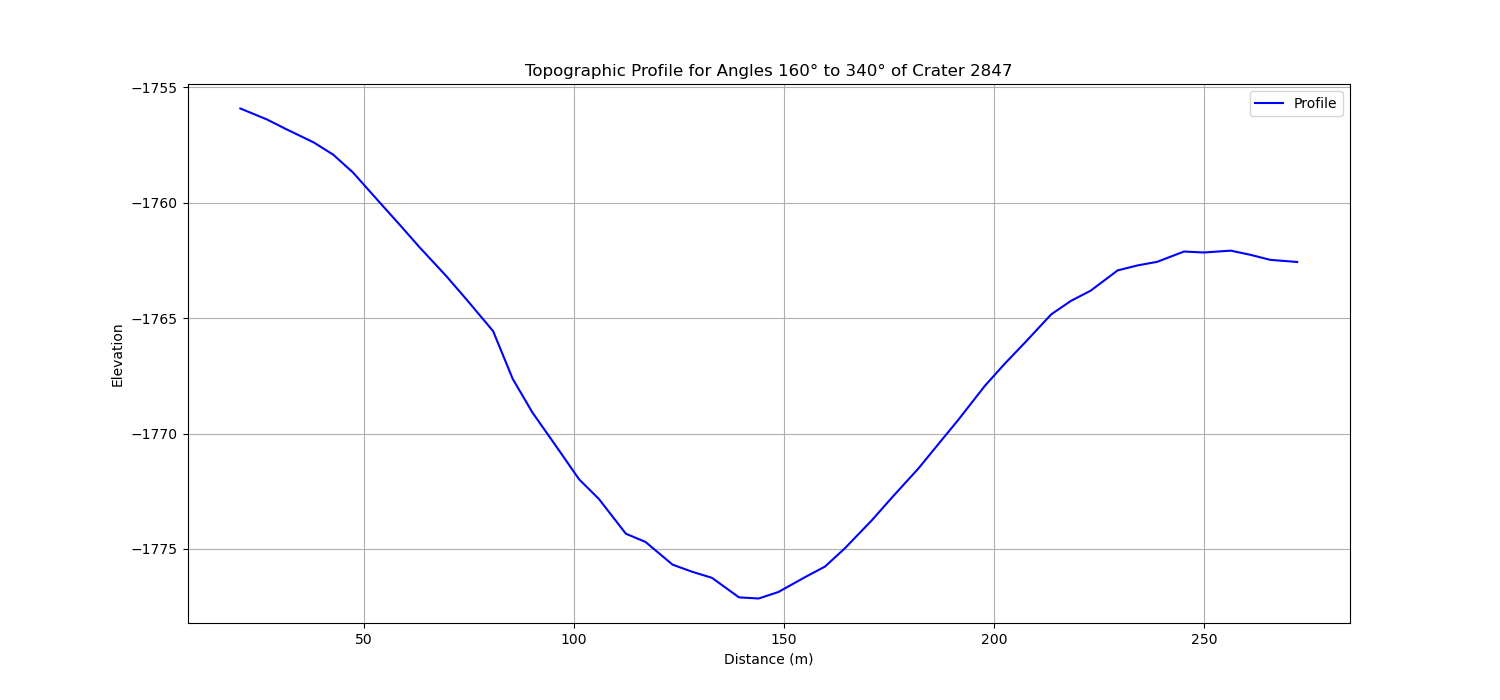 Topographic Profile for Angles 160° to 340° of Crater 2847
Profile
−1755
−1760
−1765
−1770
−1775
Elevation
50
100
150
200
250
Distance (m)